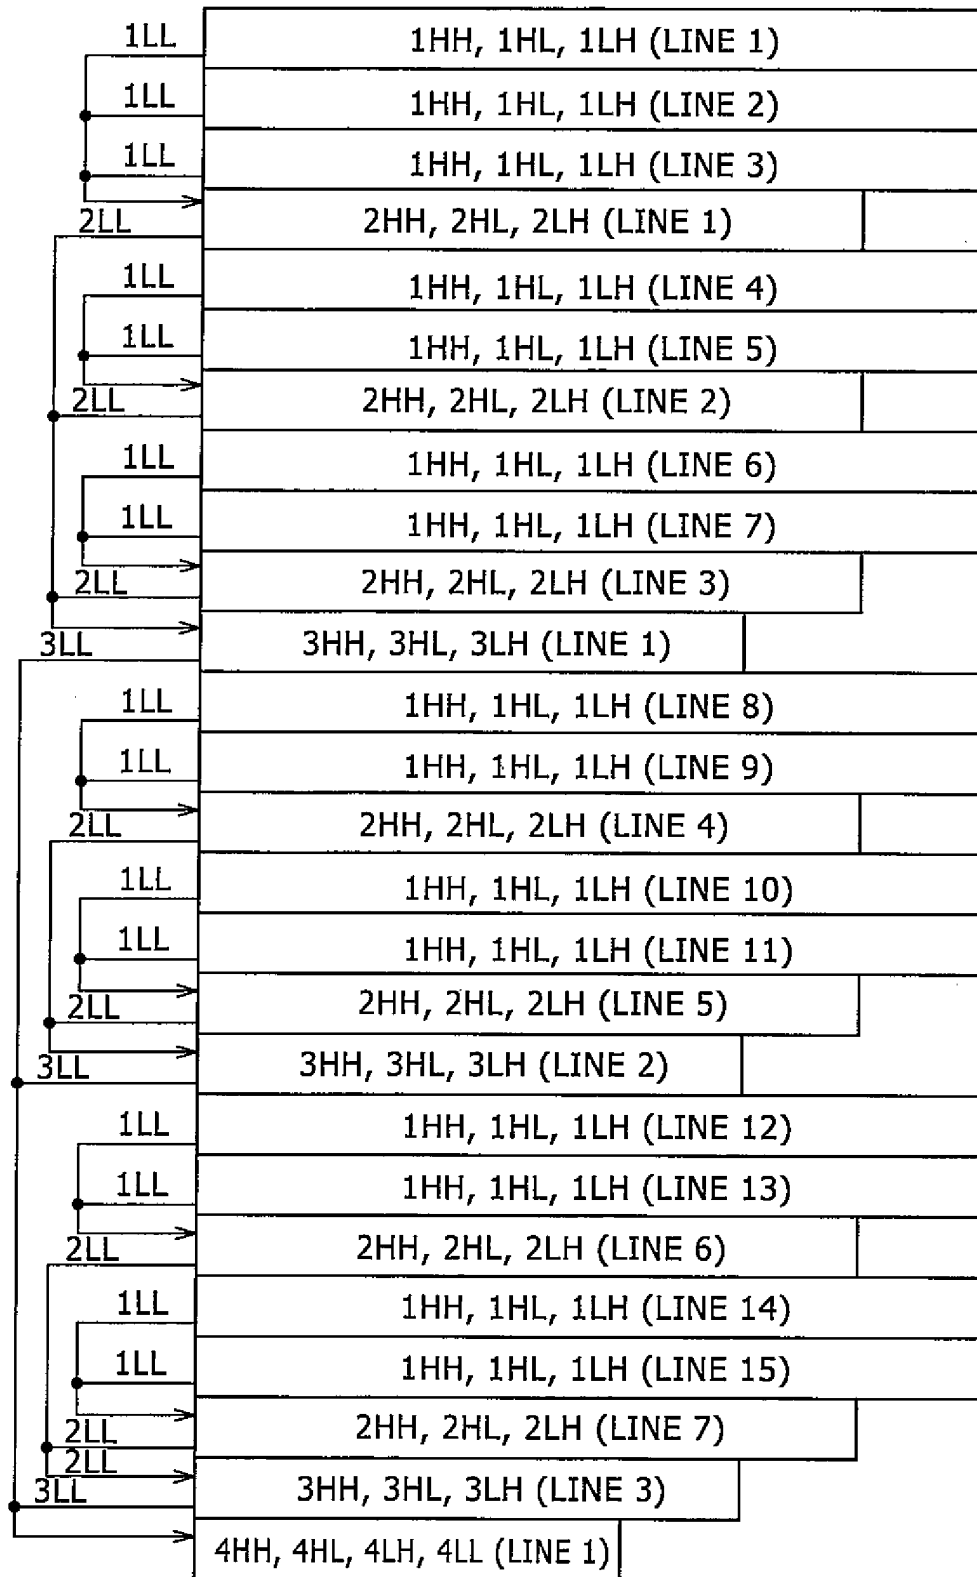 1LL
1HH, 1HL, 1LH (LINE 1)
1LL
1HH, 1HL, 1LH (LINE 2)
1LL
1HH, 1HL, 1LH (LINE 3)
2LL
2HH, 2HL, 2LH (LINE 1)
1LL
1HH, 1HL, 1LH (LINE 4)
1LL
1HH, 1HL, 1LH (LINE 5)
2LL
2HH, 2HL, 2LH (LINE 2)
1LL
1HH, 1HL, 1LH (LINE 6)
1LL
1HH, 1HL, 1LH (LINE 7)
2LL
2HH, 2HL, 2LH (LINE 3)
3LL
3HH, 3HL, 3LH (LINE 1)
1LL
1HH, 1HL, 1LH (LINE 8)
1LL
1HH, 1HL, 1LH (LINE 9)
2LL
2HH, 2HL, 2LH (LINE 4)
1LL
1HH, 1HL, 1LH (LINE 10)
1LL
1HH, 1HL, 1LH (LINE 11)
2LL
2HH, 2HL, 2LH (LINE 5)
3LL
3HH, 3HL, 3LH (LINE 2)
1LL
1HH, 1HL, 1LH (LINE 12)
1LL
1HH, 1HL, 1LH (LINE 13)
2LL
2HH, 2HL, 2LH (LINE 6)
1LL
1HH, 1HL, 1LH (LINE 14)
1LL
1HH, 1HL, 1LH (LINE 15)
2LL
2HH, 2HL, 2LH (LINE 7)
2LL
3LL
3HH, 3HL, 3LH (LINE 3)
4HH, 4HL, 4LH, 4LL (LINE 1)